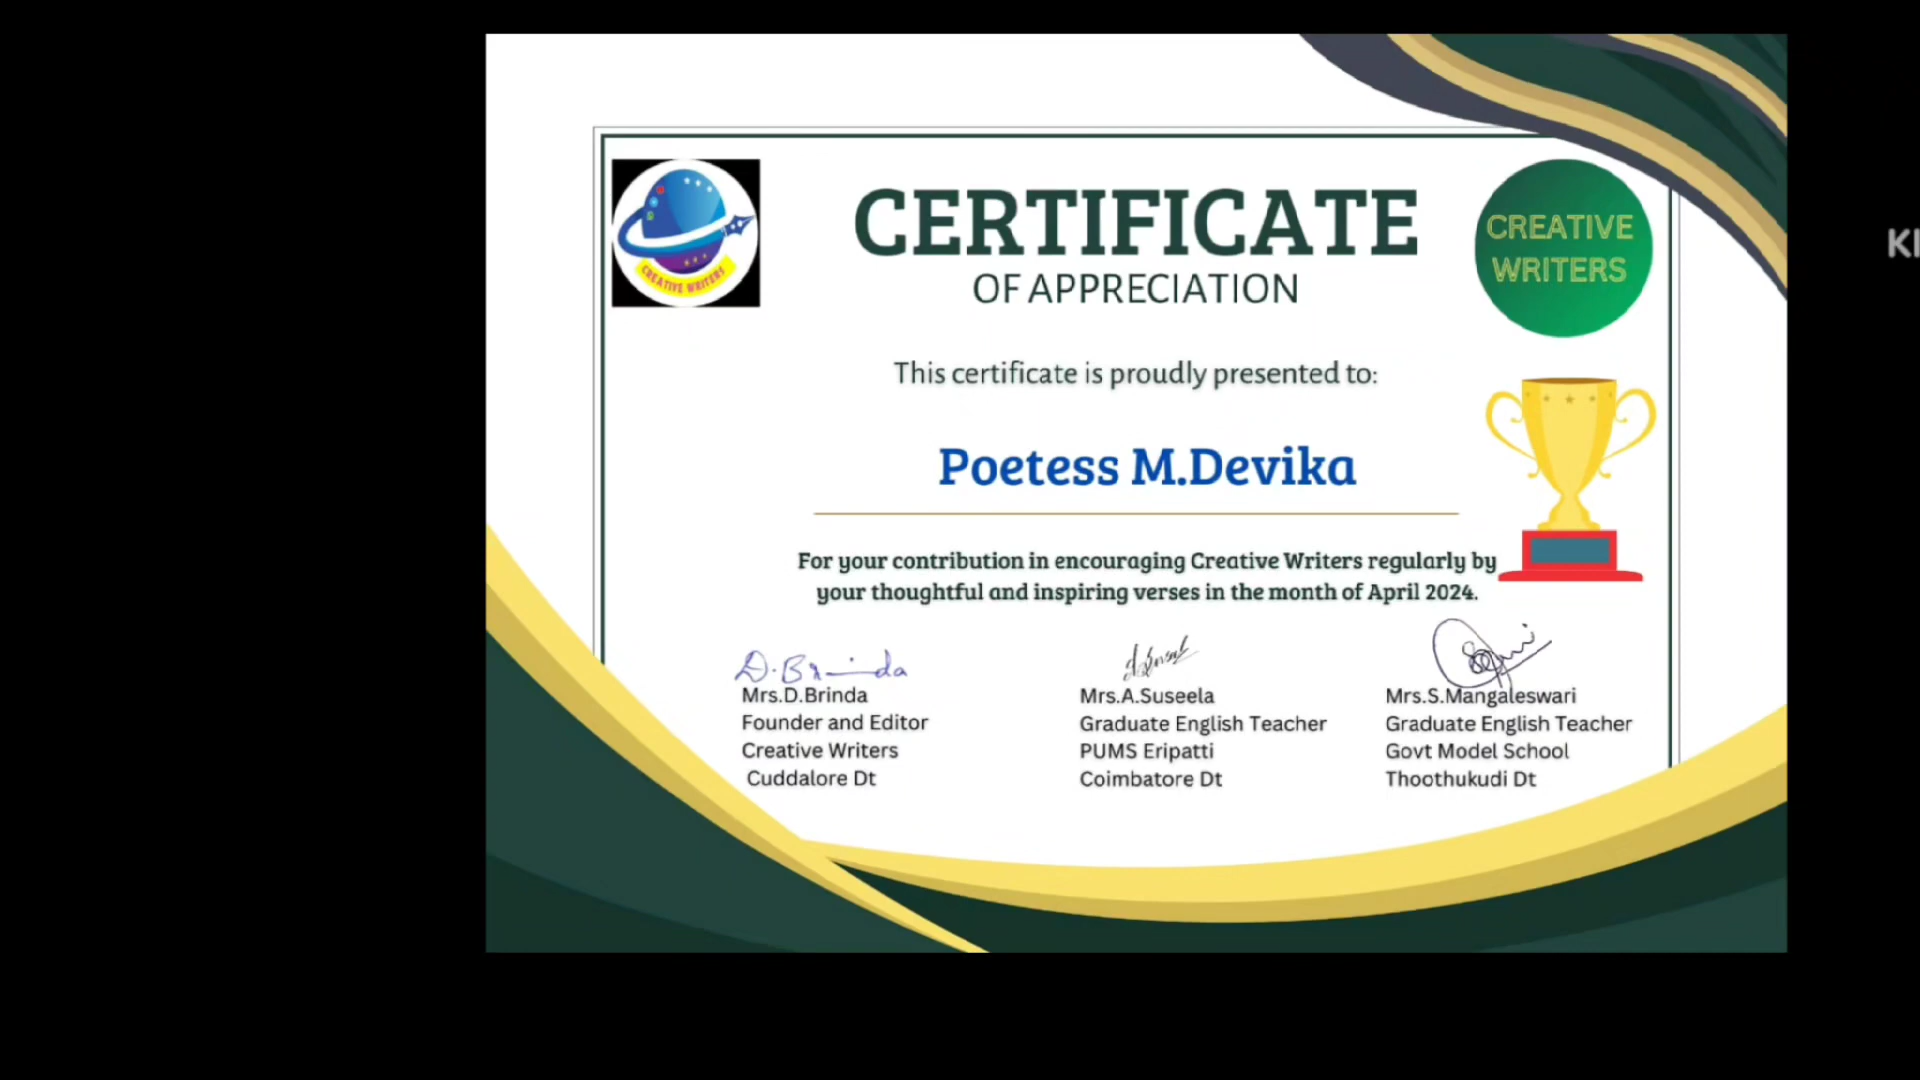 CERTIFICATE
OF APPRECIATION
CREATIVE
WRITERS
CREATIVE WRITERS
This certificate is proudly presented to:
Poetess M.Devika
For your contribution in encouraging Creative Writers regularly by
your thoughtful and inspiring verses in the month of April 2024.
D.Brinda
Mrs.D.Brinda
Founder and Editor
Creative Writers
Cuddalore Dt
Mrs.A.Suseela
Graduate English Teacher
PUMS Eripatti
Coimbatore Dt
Mrs.S.Mangaleswari
Graduate English Teacher
Govt Model School
Thoothukudi Dt